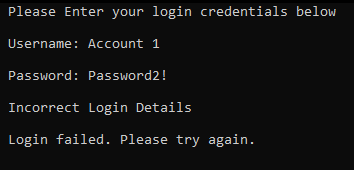 Please Enter your login credentials below
Username: Account 1
Password: Password2!
Incorrect Login Details
Login failed. Please try again.